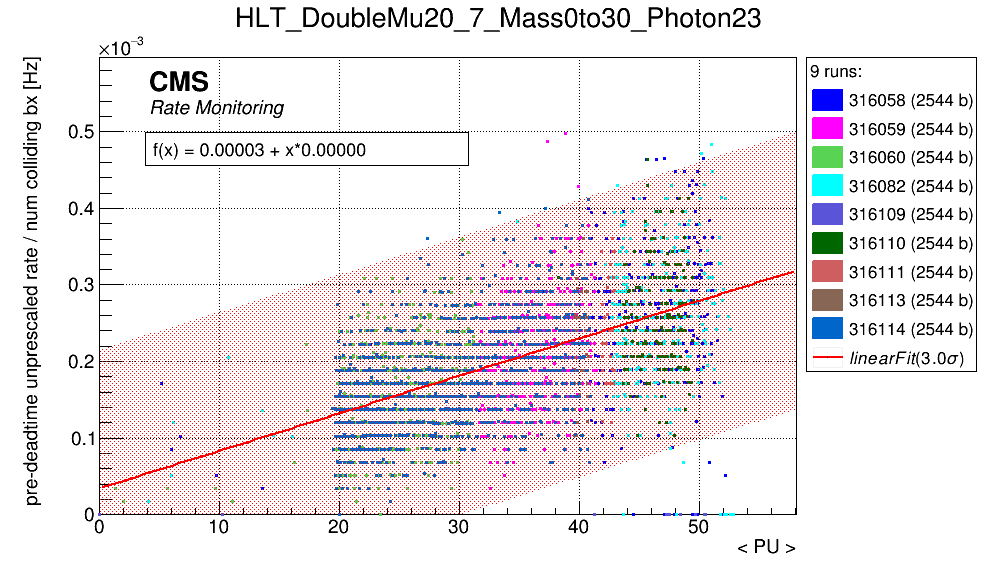 HLT_DoubleMu20_7_Mass0to30_Photon23
×10⁻³
CMS
Rate Monitoring
f(x) = 0.00003 + x*0.00000
pre-deadtime unprescaled rate / num colliding bx [Hz]
0.5
0.4
0.3
0.2
0.1
0
0 10 20 30 40 50
< PU >
9 runs:
316058 (2544 b)
316059 (2544 b)
316060 (2544 b)
316082 (2544 b)
316109 (2544 b)
316110 (2544 b)
316111 (2544 b)
316113 (2544 b)
316114 (2544 b)
linearFit(3.0σ)